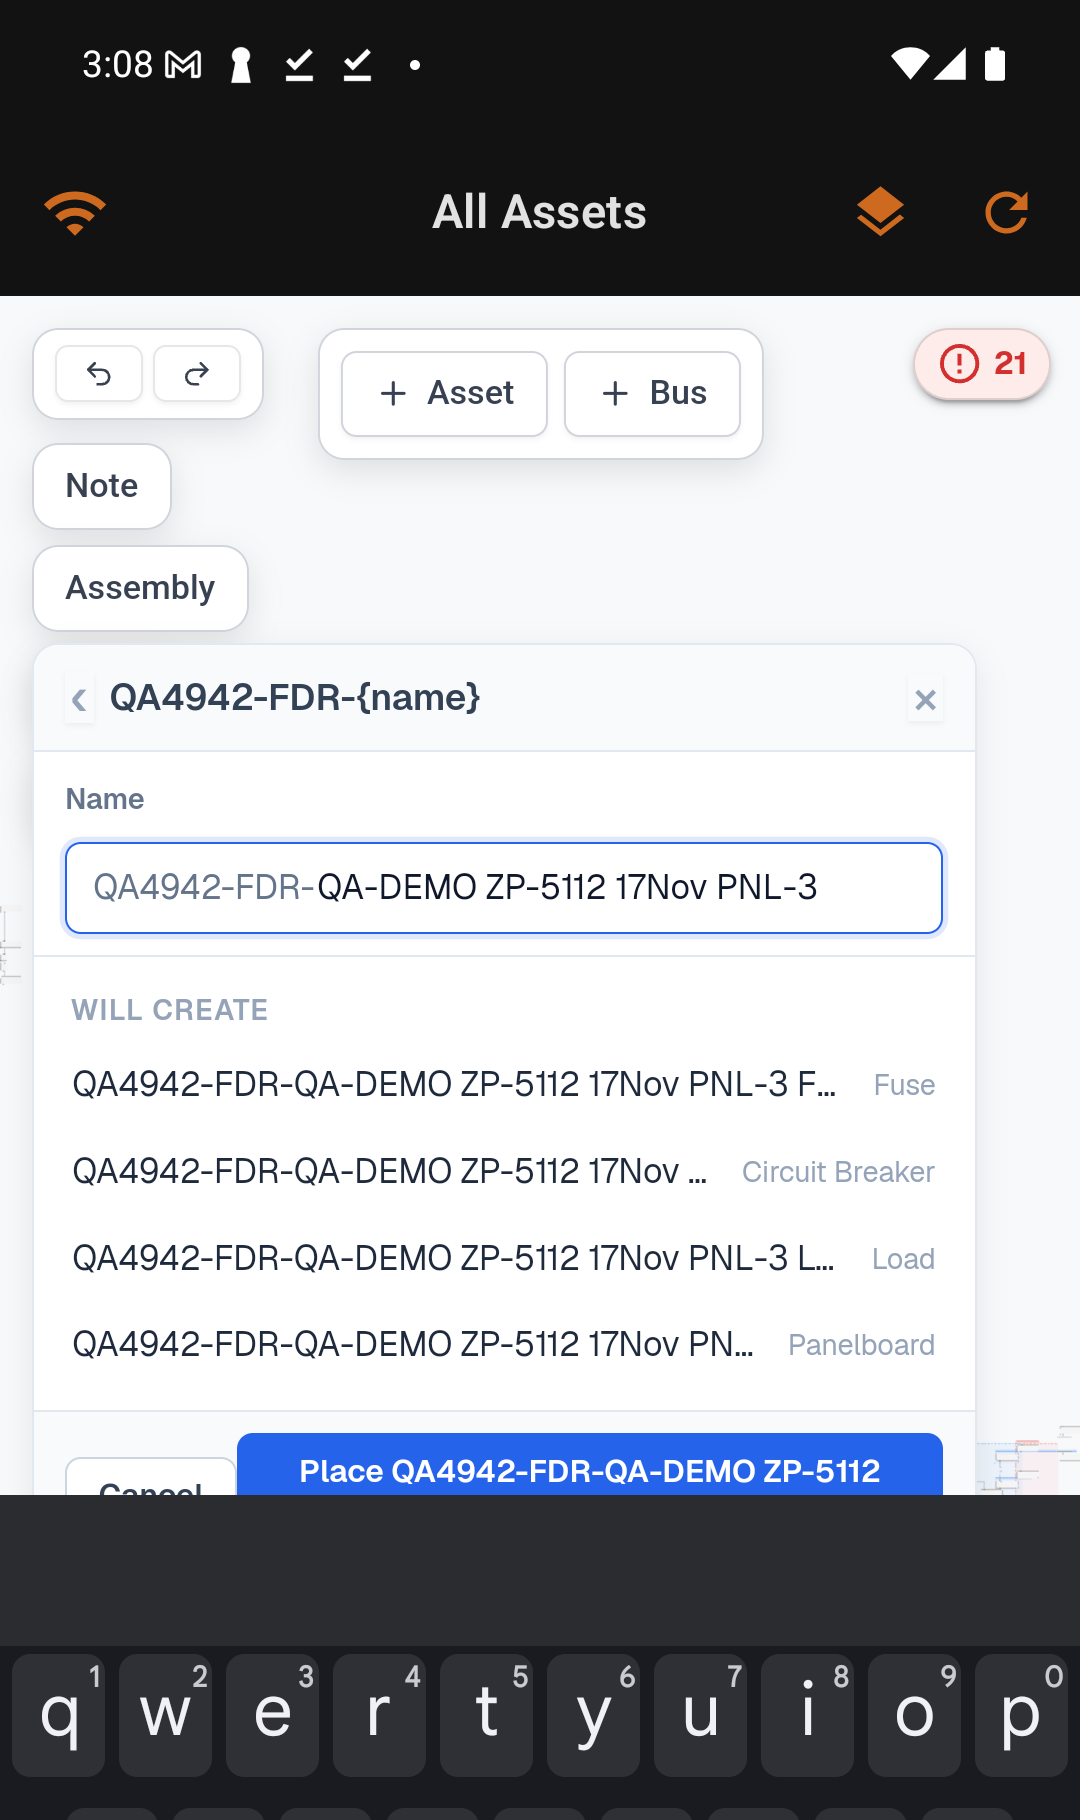 3:08
All Assets
+ Asset
+ Bus
21
Note
Assembly
QA4942-FDR-{name}
Name
QA4942-FDR-QA-DEMO ZP-5112 17Nov PNL-3
WILL CREATE
QA4942-FDR-QA-DEMO ZP-5112 17Nov PNL-3 F... Fuse
QA4942-FDR-QA-DEMO ZP-5112 17Nov ... Circuit Breaker
QA4942-FDR-QA-DEMO ZP-5112 17Nov PNL-3 L... Load
QA4942-FDR-QA-DEMO ZP-5112 17Nov PN... Panelboard
Cancel
Place QA4942-FDR-QA-DEMO ZP-5112
1 2 3 4 5 6 7 8 9 0
q w e r t y u i o p